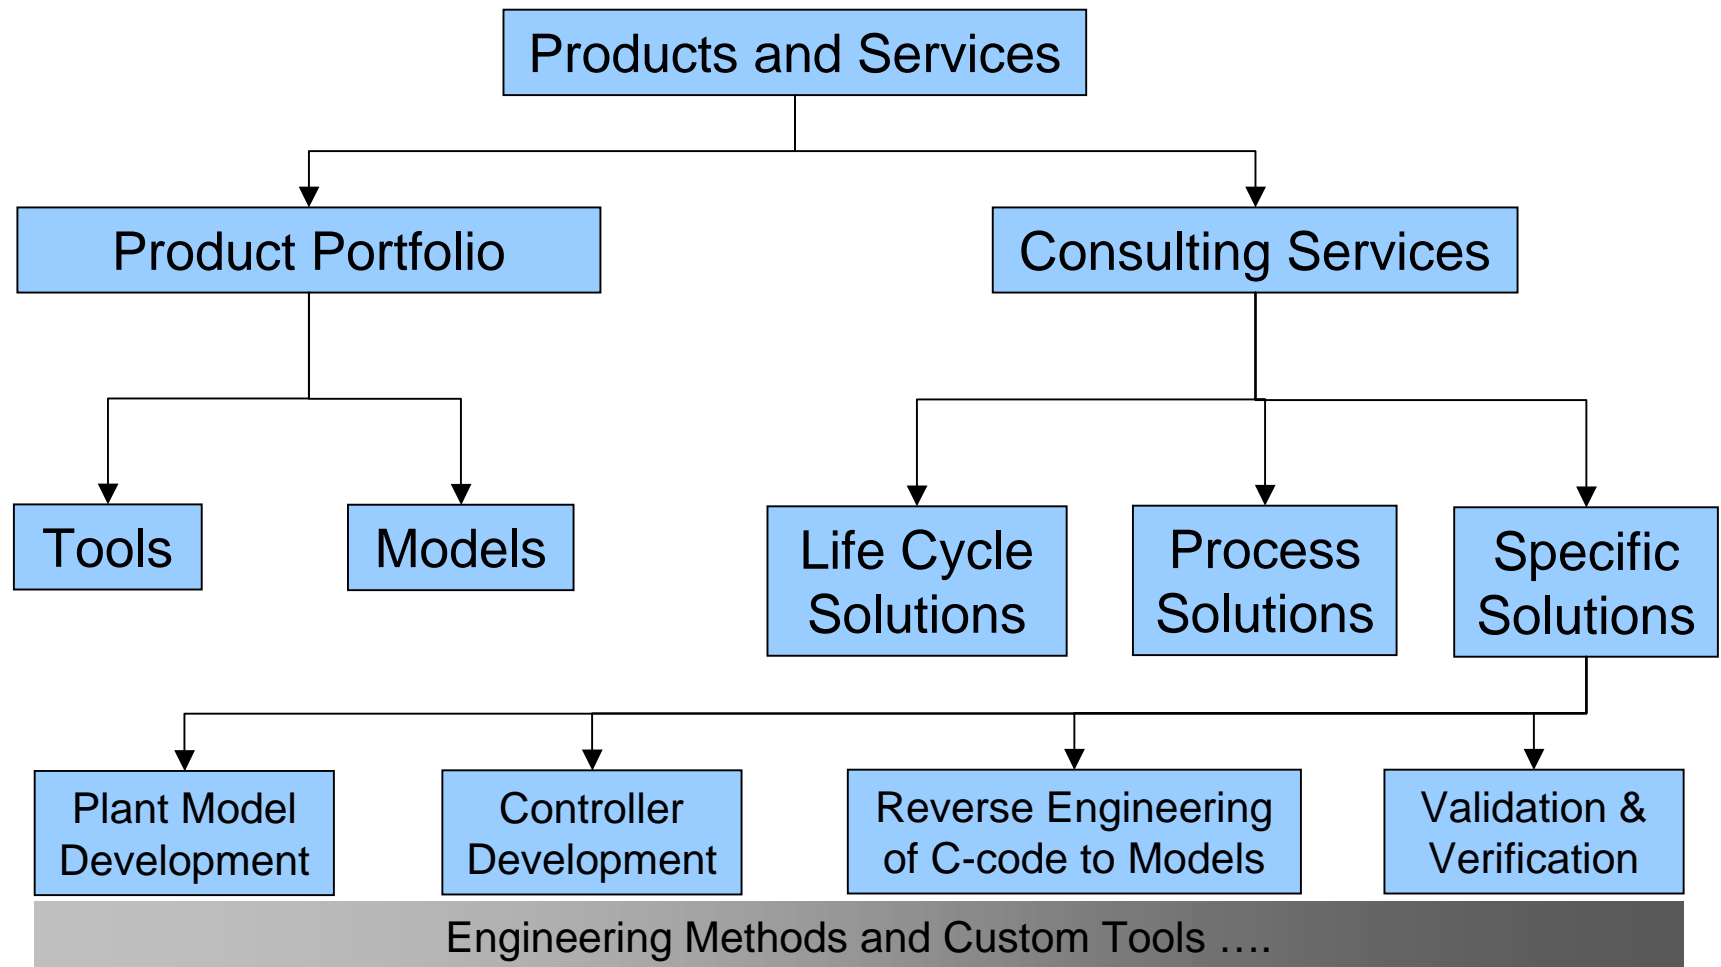 Products and Services
Product Portfolio
Consulting Services
Tools
Models
Life Cycle
Solutions
Process
Solutions
Specific
Solutions
Plant Model
Development
Controller
Development
Reverse Engineering
of C-code to Models
Validation &
Verification
Engineering Methods and Custom Tools ….